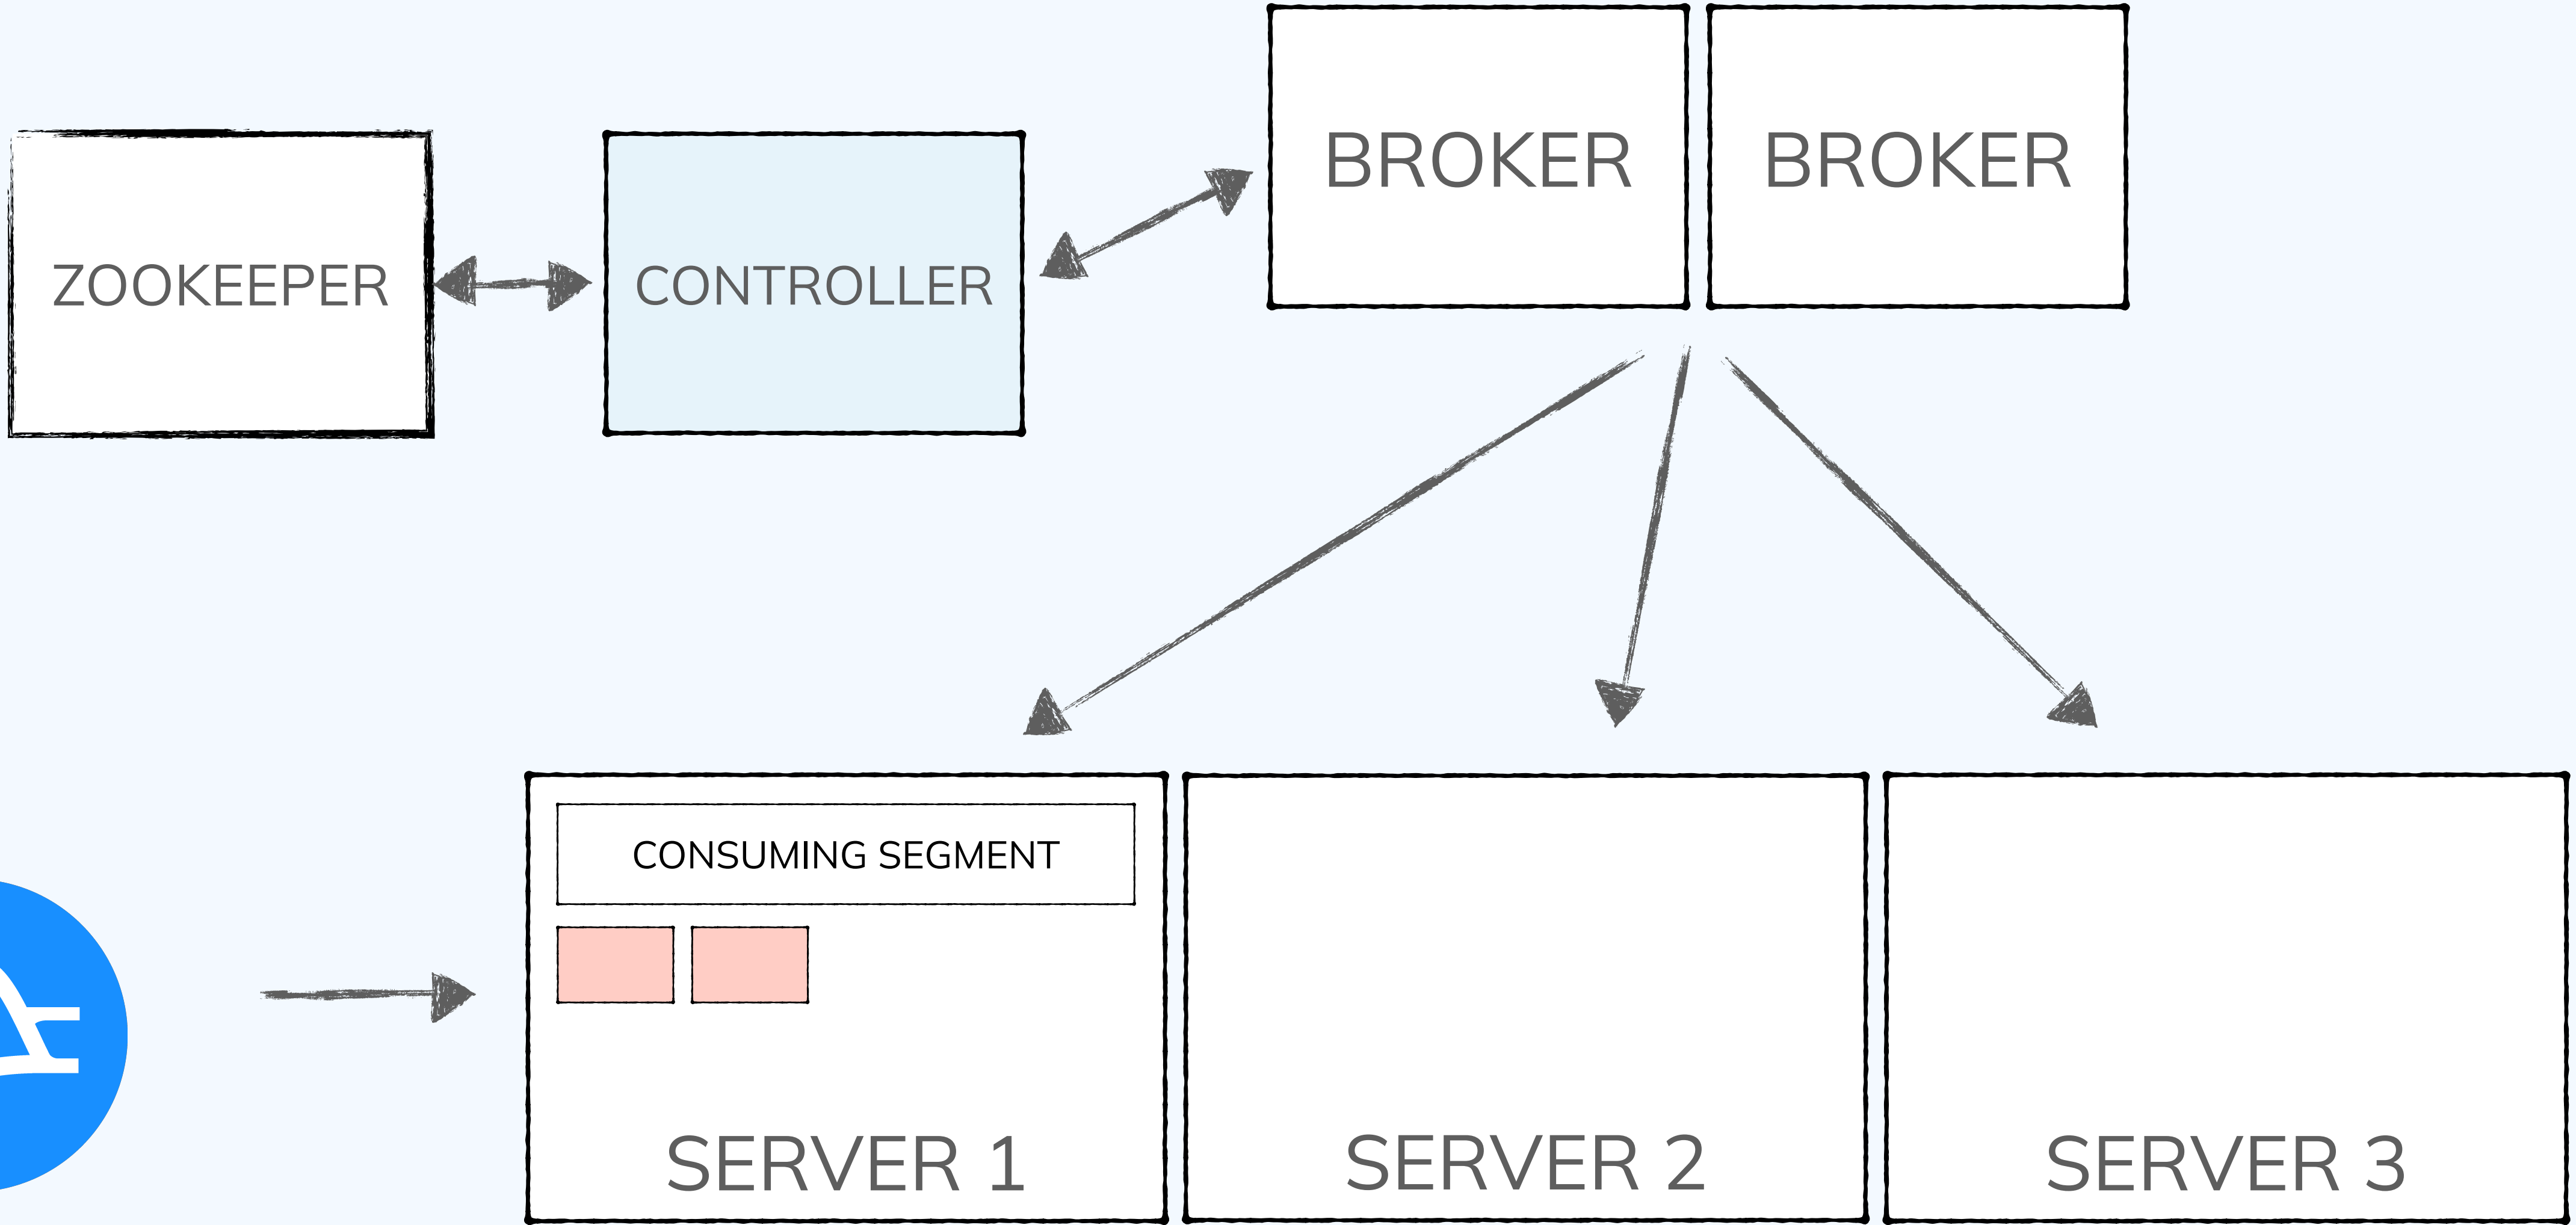 BROKER
BROKER
ZOOKEEPER
CONTROLLER
CONSUMING SEGMENT
SERVER 1
SERVER 2
SERVER 3